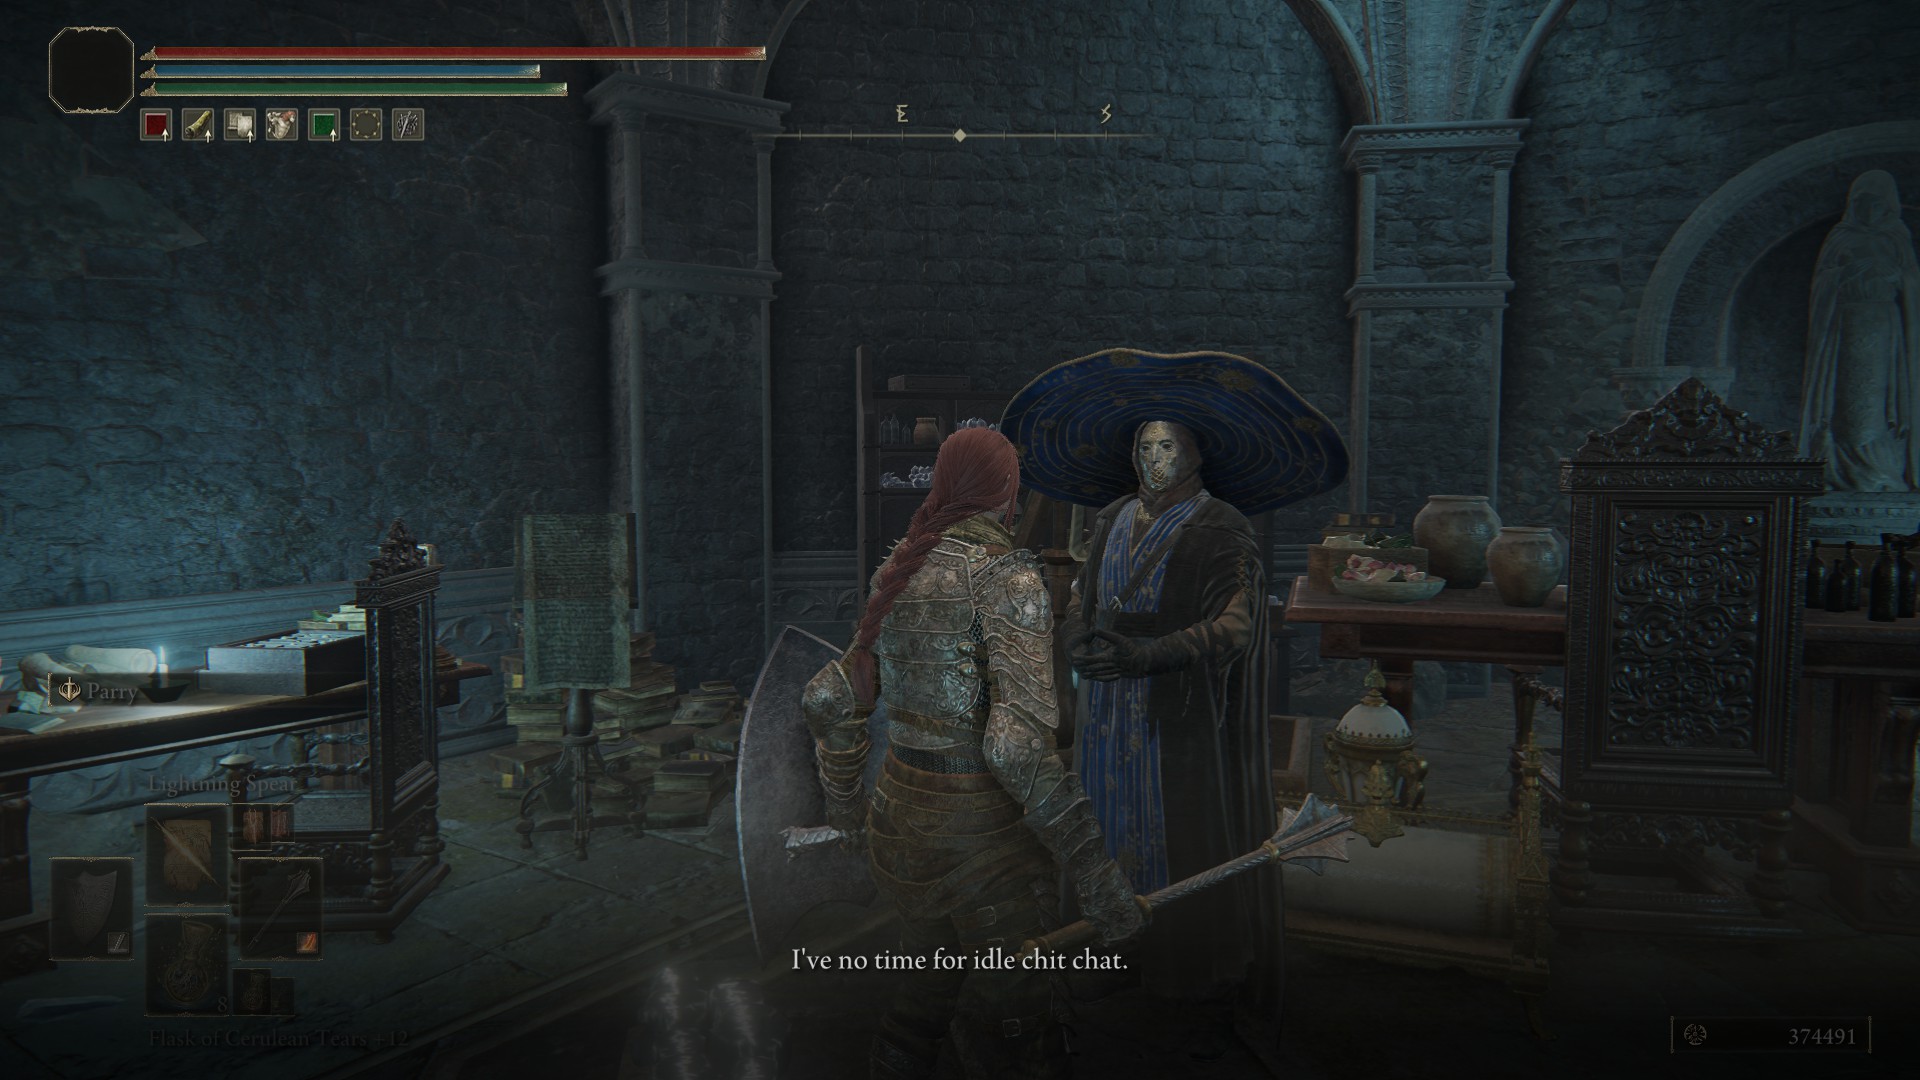 E
S
Parry
Lightning Spear
I've no time for idle chit chat.
8
Flask of Cerulean Tears +12
374491